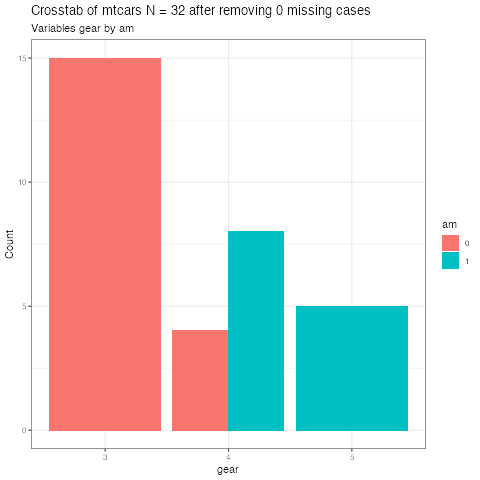 Crosstab of mtcars N = 32 after removing 0 missing cases
Variables gear by am
15
10
5
0
Count
3 4 5
gear
am
0
1